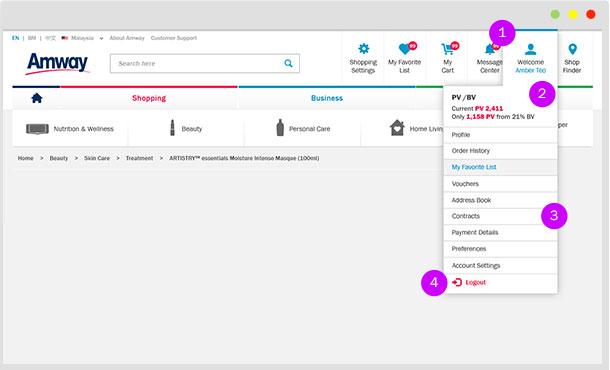 EN | BM | 中文 Malaysia About Amway Customer Support
1
Amway
Search here
Shopping Settings
99
My Favorite List
99
My Cart
99
Message Center
Welcome
Amber Teo
Shop Finder
2
Shopping
Business
PV /BV
Current PV 2,411
Only 1,158 PV from 21% BV
Nutrition & Wellness
Beauty
Personal Care
Home Living
per
Profile
Order History
My Favorite List
Vouchers
Address Book
Contracts
3
Payment Details
Preferences
Account Settings
4
Logout
Home > Beauty > Skin Care > Treatment > ARTISTRY™ essentials Moisture Intense Masque (100ml)